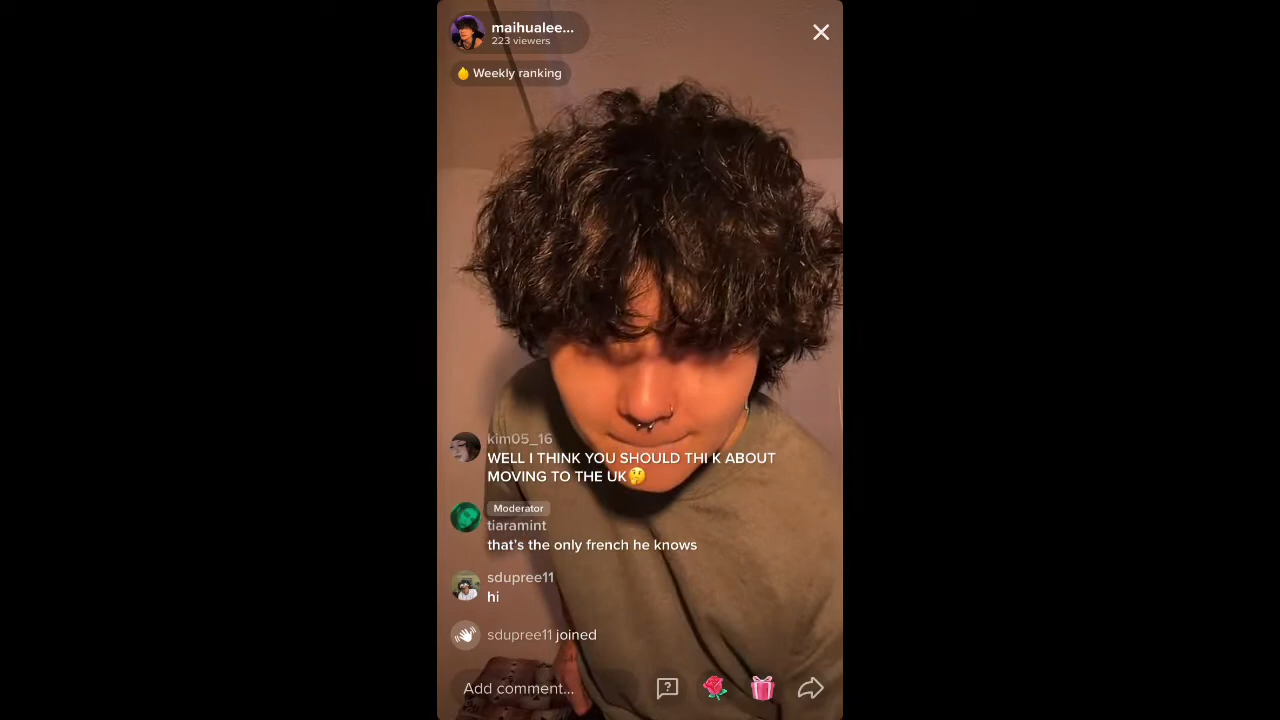 maihualee...
223 viewers
Weekly ranking
kim05_16
WELL I THINK YOU SHOULD THI K ABOUT
MOVING TO THE UK🤔
Moderator
tiaramint
that's the only french he knows
sdupree11
hi
sdupree11 joined
Add comment...